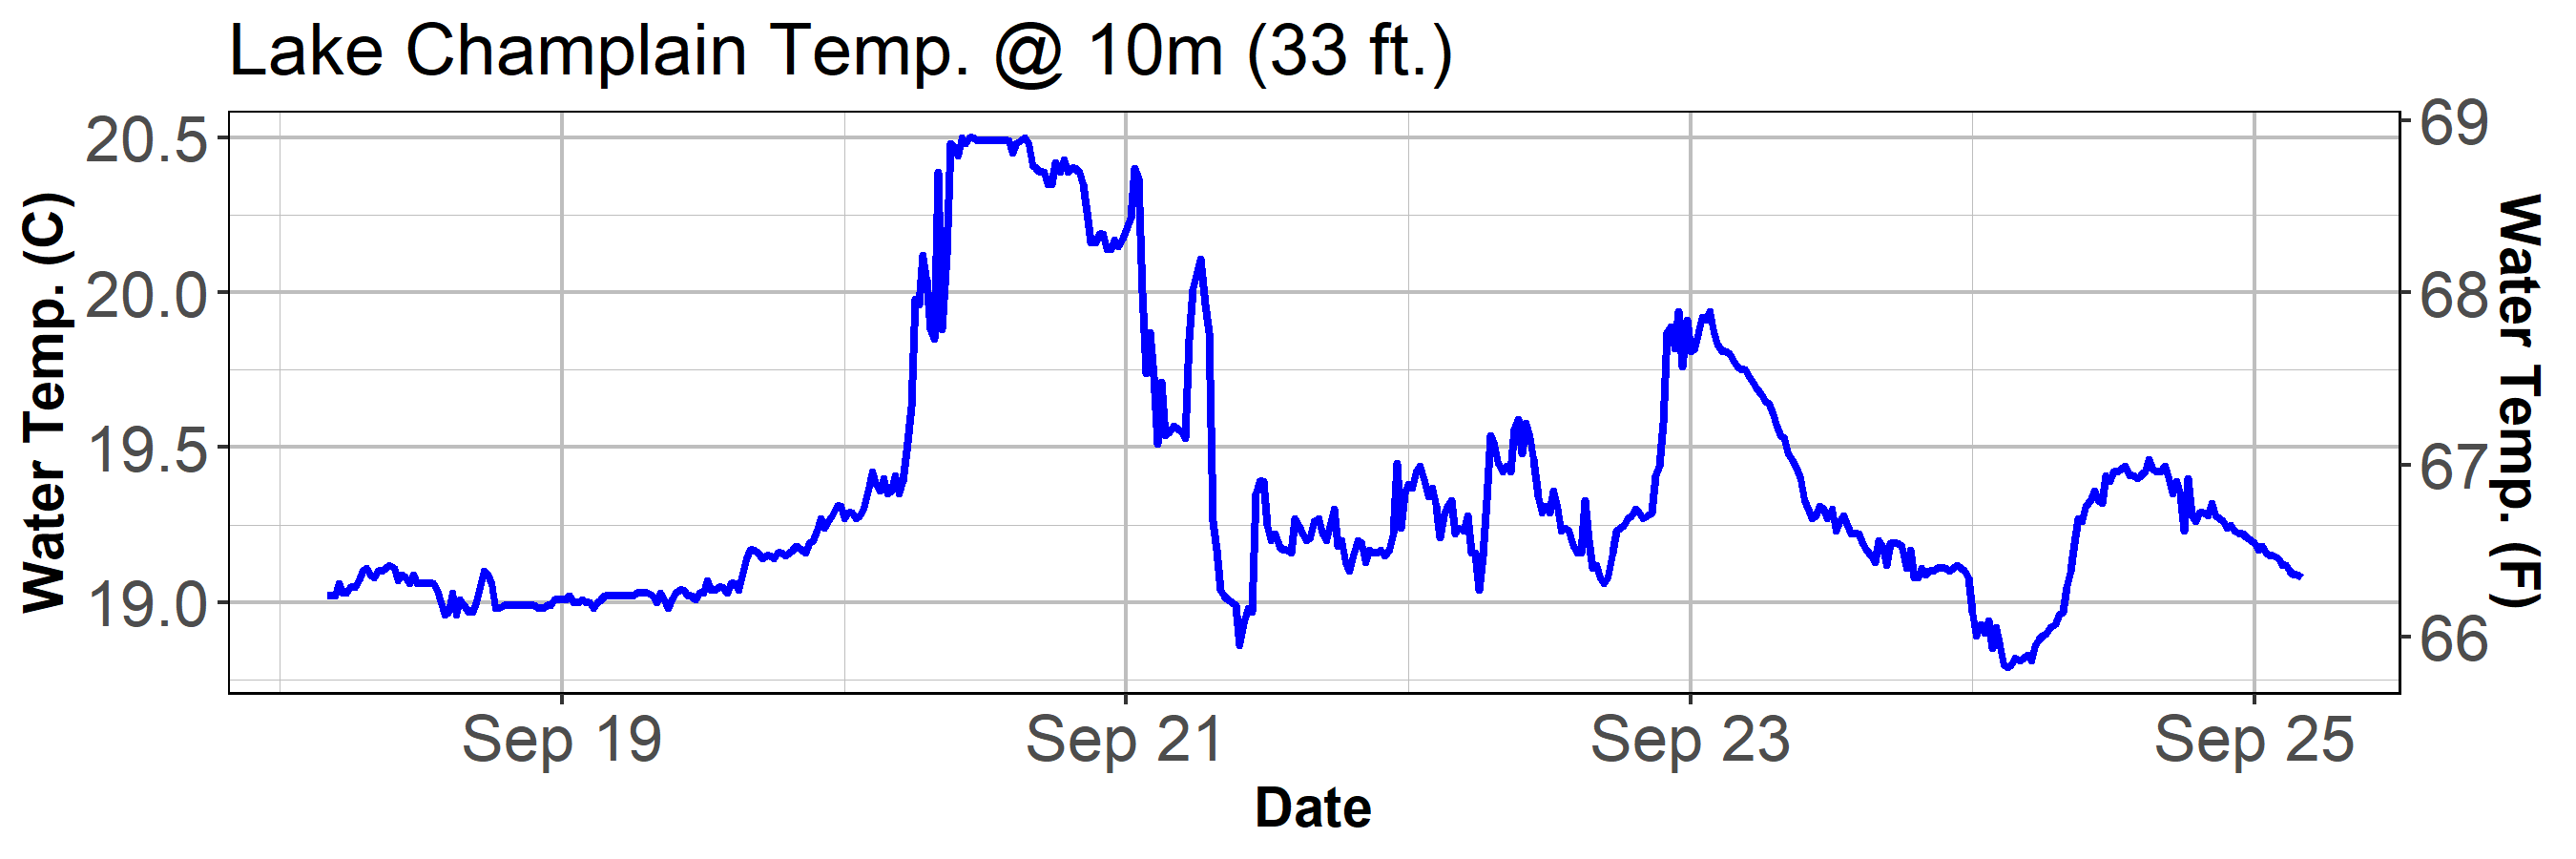 Lake Champlain Temp. @ 10m (33 ft.)
Water Temp. (C)
20.5
20.0
19.5
19.0
69
68
67
66
Water Temp. (F)
Sep 19 Sep 21 Sep 23 Sep 25
Date